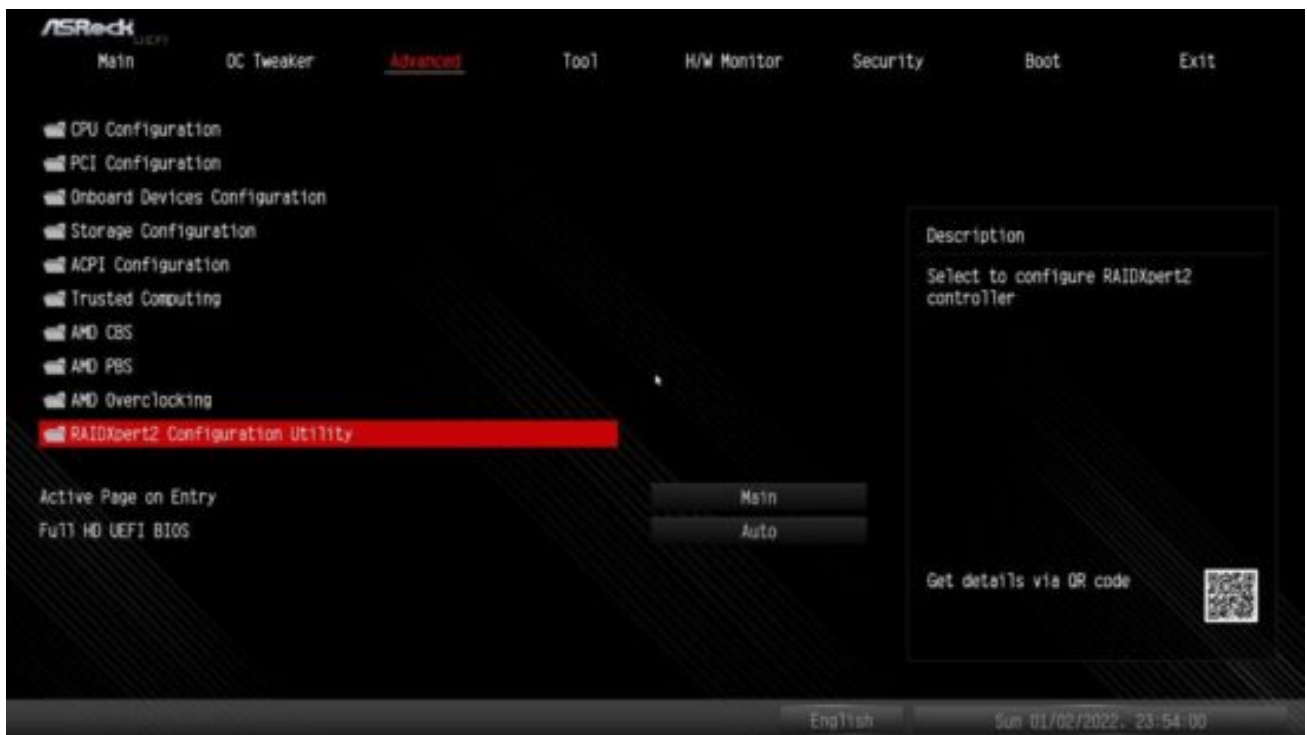 ASRock
UEFI
Main OC Tweaker Advanced Tool H/W Monitor Security Boot Exit
CPU Configuration
PCI Configuration
Onboard Devices Configuration
Storage Configuration
ACPI Configuration
Trusted Computing
AMD CBS
AMD PBS
AMD Overclocking
RAIDXpert2 Configuration Utility
Active Page on Entry Main
Full HD UEFI BIOS Auto
Description
Select to configure RAIDXpert2
controller
Get details via QR code
English Sun 01/02/2022, 23:54:00